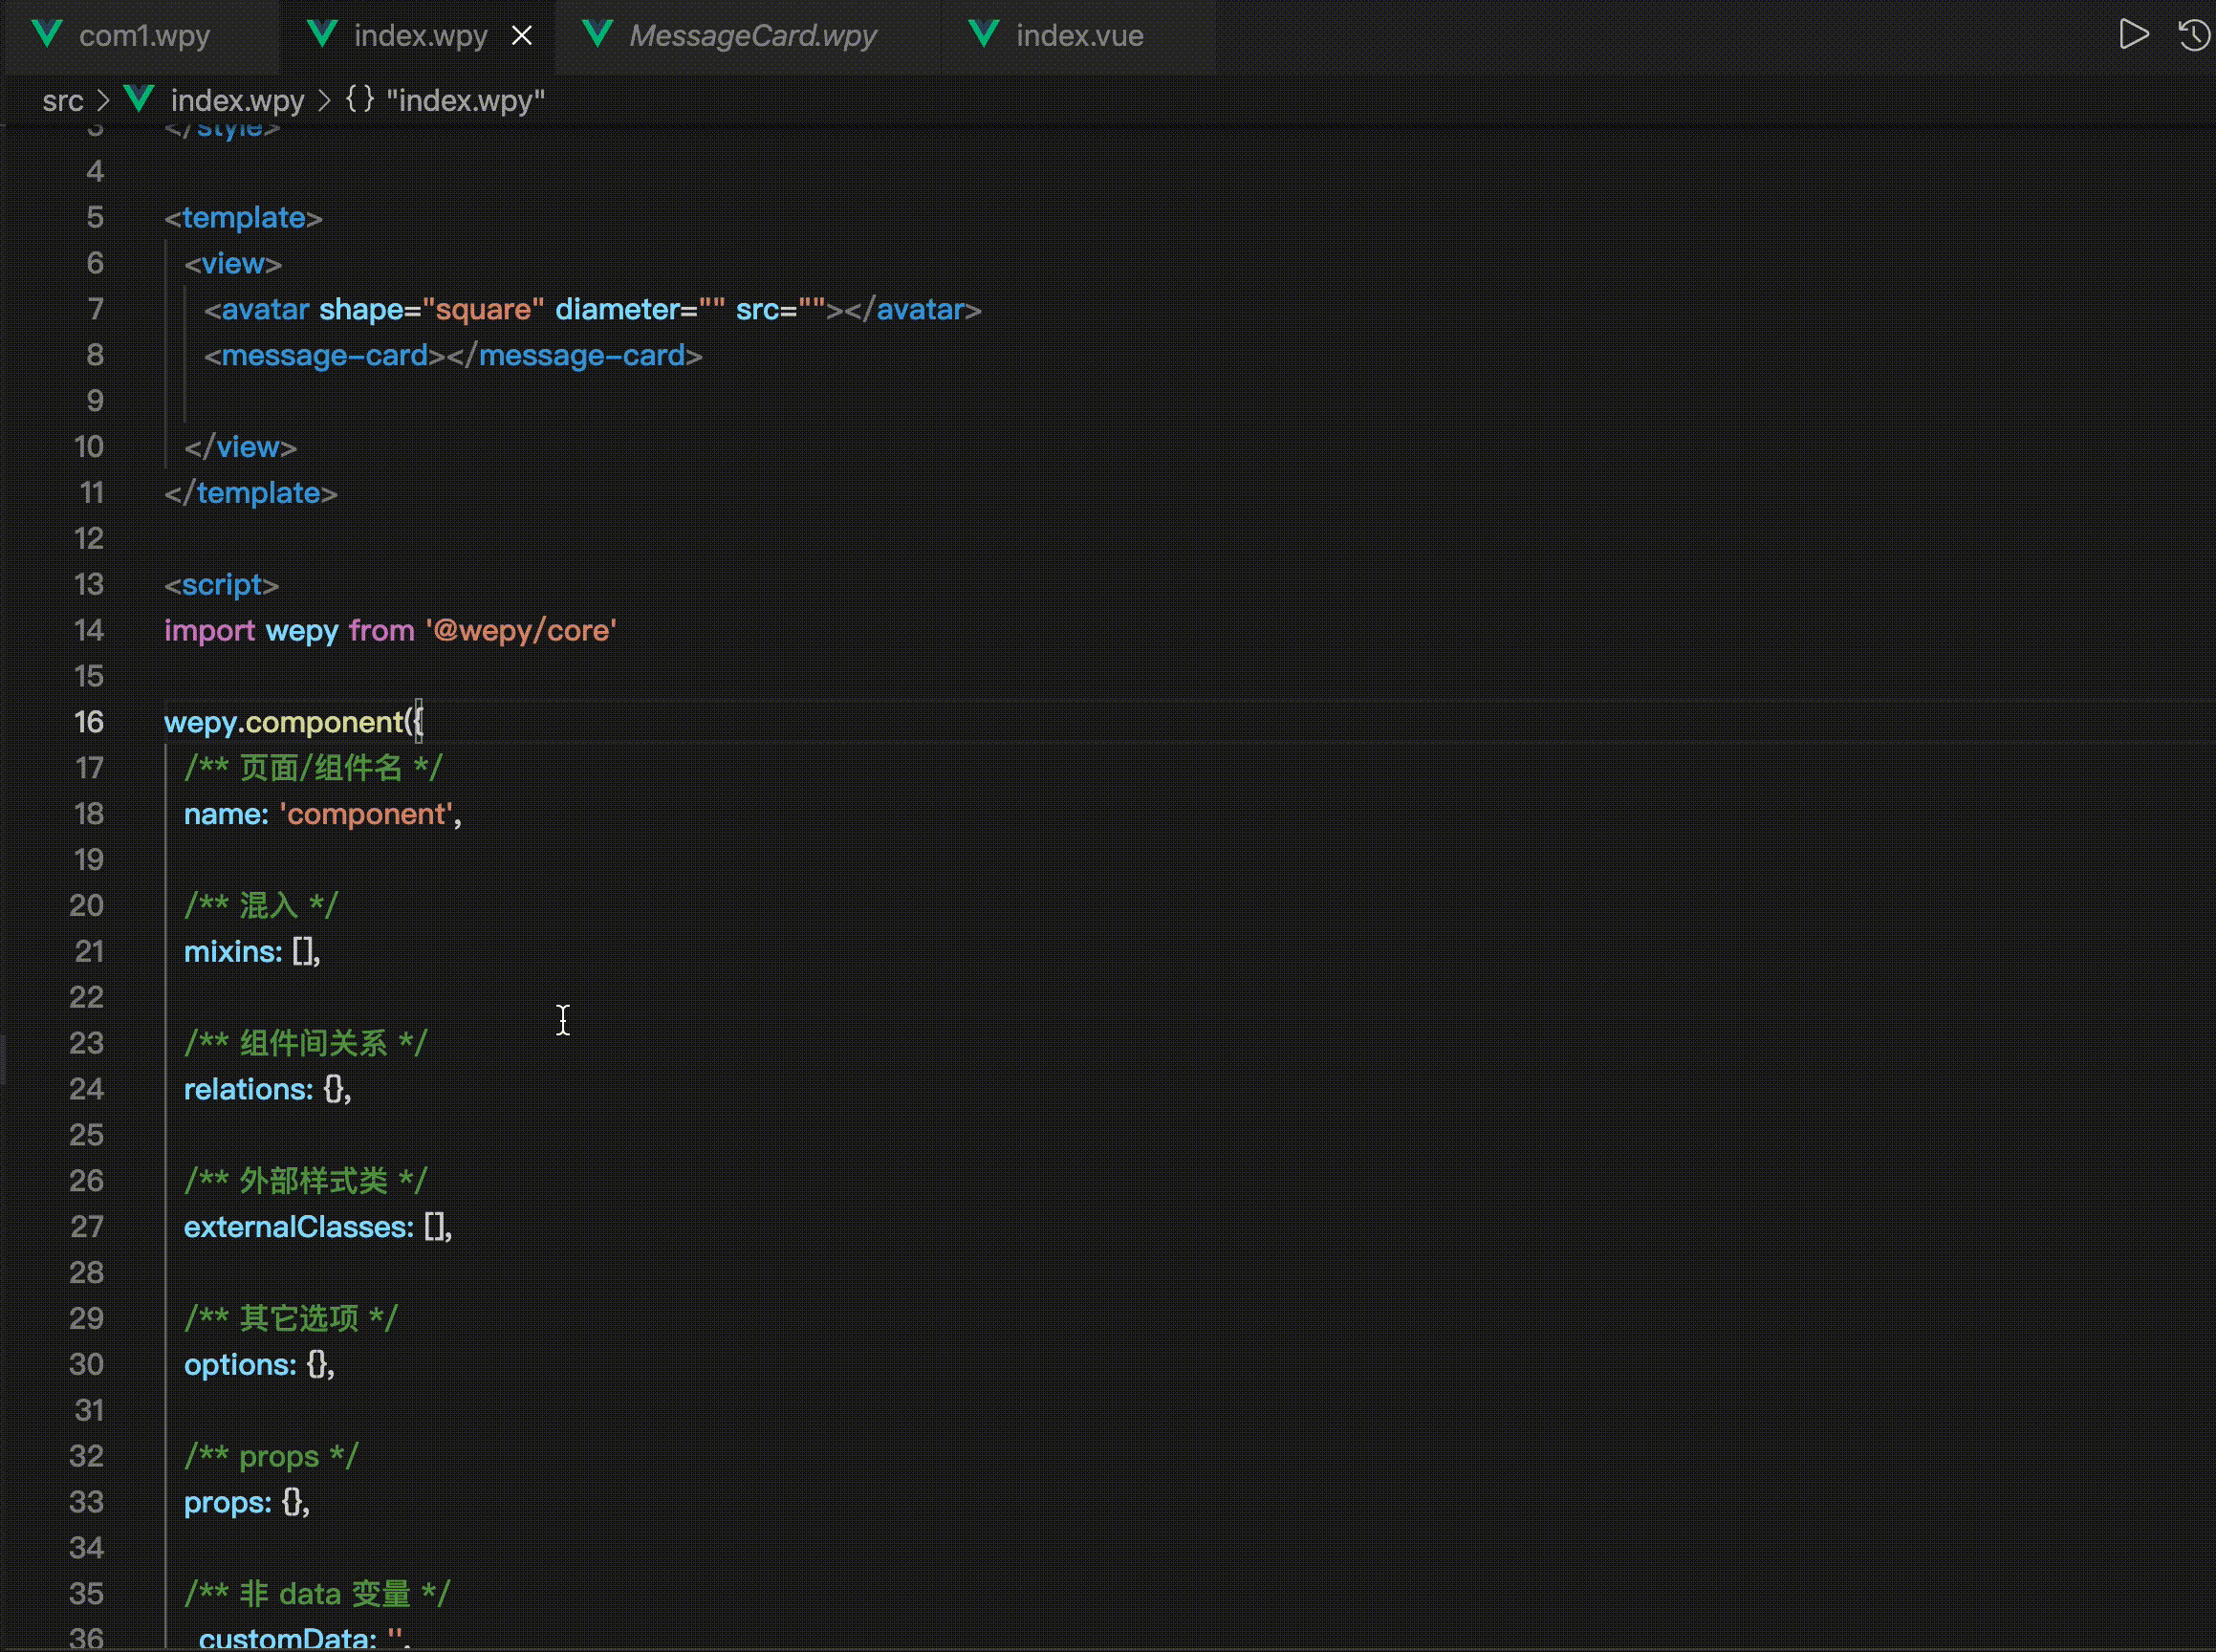 com1.wpy index.wpy MessageCard.wpy index.vue
src > index.wpy > {} "index.wpy"
3 </style>
4
5 <template>
6 <view>
7 <avatar shape="square" diameter="" src=""></avatar>
8 <message-card></message-card>
9
10 </view>
11 </template>
12
13 <script>
14 import wepy from '@wepy/core'
15
16 wepy.component({
17 /** 页面/组件名 */
18 name: 'component',
19
20 /** 混入 */
21 mixins: [],
22
23 /** 组件间关系 */
24 relations: {},
25
26 /** 外部样式类 */
27 externalClasses: [],
28
29 /** 其它选项 */
30 options: {},
31
32 /** props */
33 props: {},
34
35 /** 非 data 变量 */
36 customData: '',